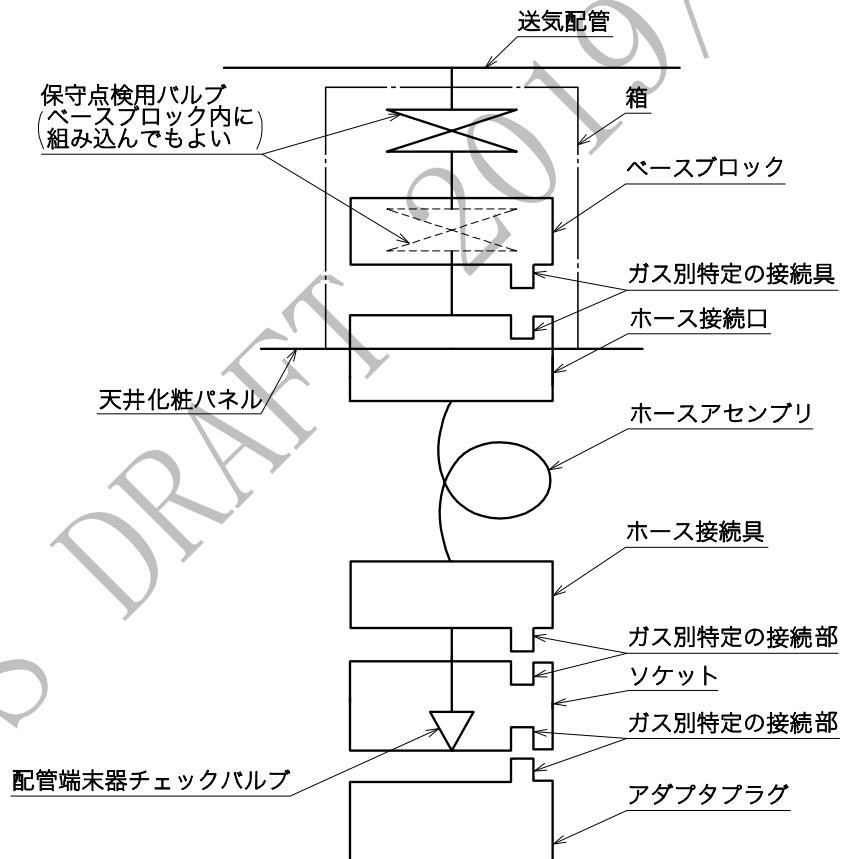 送気配管
保守点検用バルブ
(ベースブロック内に
組み込んでもよい)
箱
ベースブロック
ガス別特定の接続具
ホース接続口
天井化粧パネル
ホースアセンブリ
ホース接続具
ガス別特定の接続部
ソケット
ガス別特定の接続部
配管端末器チェックバルブ
アダプタプラグ
S DRAFT 2019/